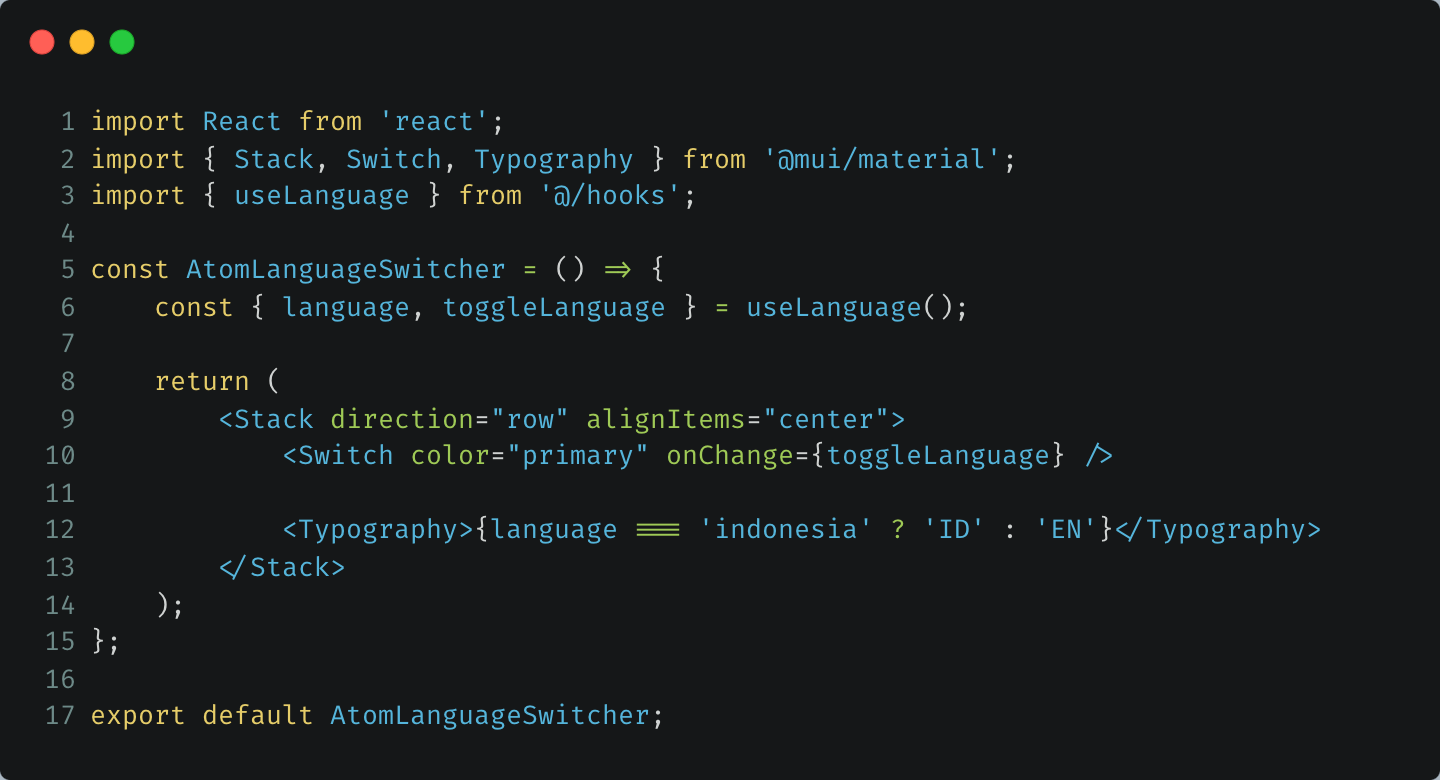 1 import React from 'react';
2 import { Stack, Switch, Typography } from '@mui/material';
3 import { useLanguage } from '@/hooks';
4
5 const AtomLanguageSwitcher = () => {
6     const { language, toggleLanguage } = useLanguage();
7
8     return (
9         <Stack direction="row" alignItems="center">
10             <Switch color="primary" onChange={toggleLanguage} />
11
12             <Typography>{language === 'indonesia' ? 'ID' : 'EN'}</Typography>
13         </Stack>
14     );
15 };
16
17 export default AtomLanguageSwitcher;